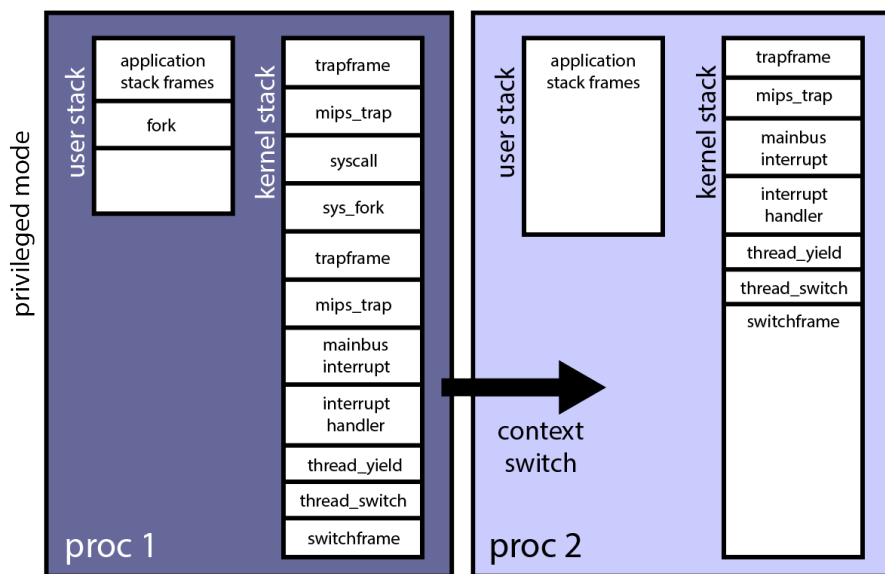 privileged mode
user stack
application
stack frames
fork
kernel stack
trapframe
mips_trap
syscall
sys_fork
trapframe
mips_trap
mainbus
interrupt
interrupt
handler
thread_yield
thread_switch
switchframe
proc 1
context
switch
user stack
application
stack frames
kernel stack
trapframe
mips_trap
mainbus
interrupt
interrupt
handler
thread_yield
thread_switch
switchframe
proc 2